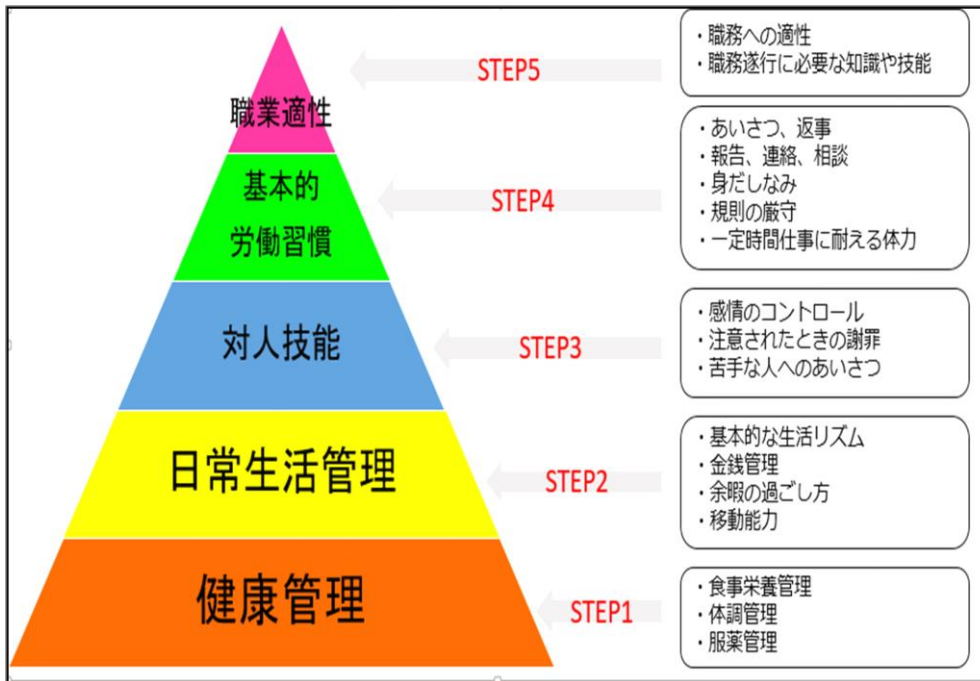 職業適性
STEP5
・職務への適性
・職務遂行に必要な知識や技能
基本的
労働習慣
STEP4
・あいさつ、返事
・報告、連絡、相談
・身だしなみ
・規則の厳守
・一定時間仕事に耐える体力
対人技能
STEP3
・感情のコントロール
・注意されたときの謝罪
・苦手な人へのあいさつ
日常生活管理
STEP2
・基本的な生活リズム
・金銭管理
・余暇の過ごし方
・移動能力
健康管理
STEP1
・食事栄養管理
・体調管理
・服薬管理